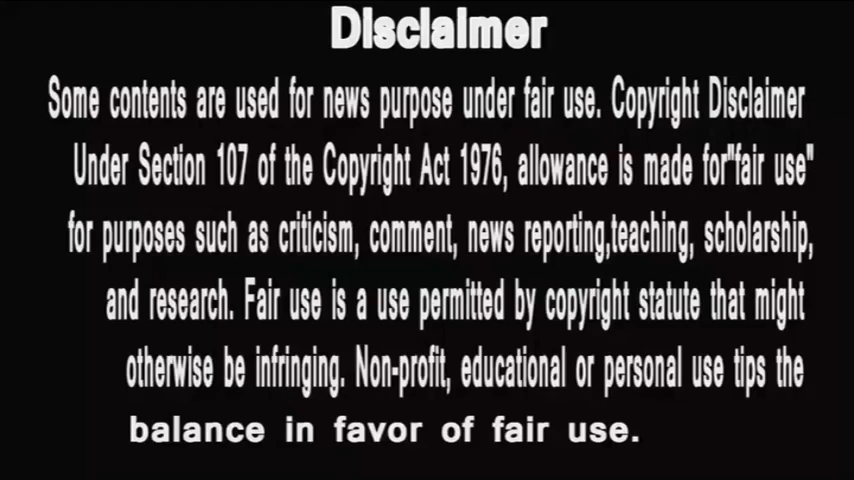 Disclaimer
Some contents are used for news purpose under fair use. Copyright Disclaimer
Under Section 107 of the Copyright Act 1976, allowance is made for"fair use"
for purposes such as criticism, comment, news reporting,teaching, scholarship,
and research. Fair use is a use permitted by copyright statute that might
otherwise be infringing. Non-profit, educational or personal use tips the
balance in favor of fair use.